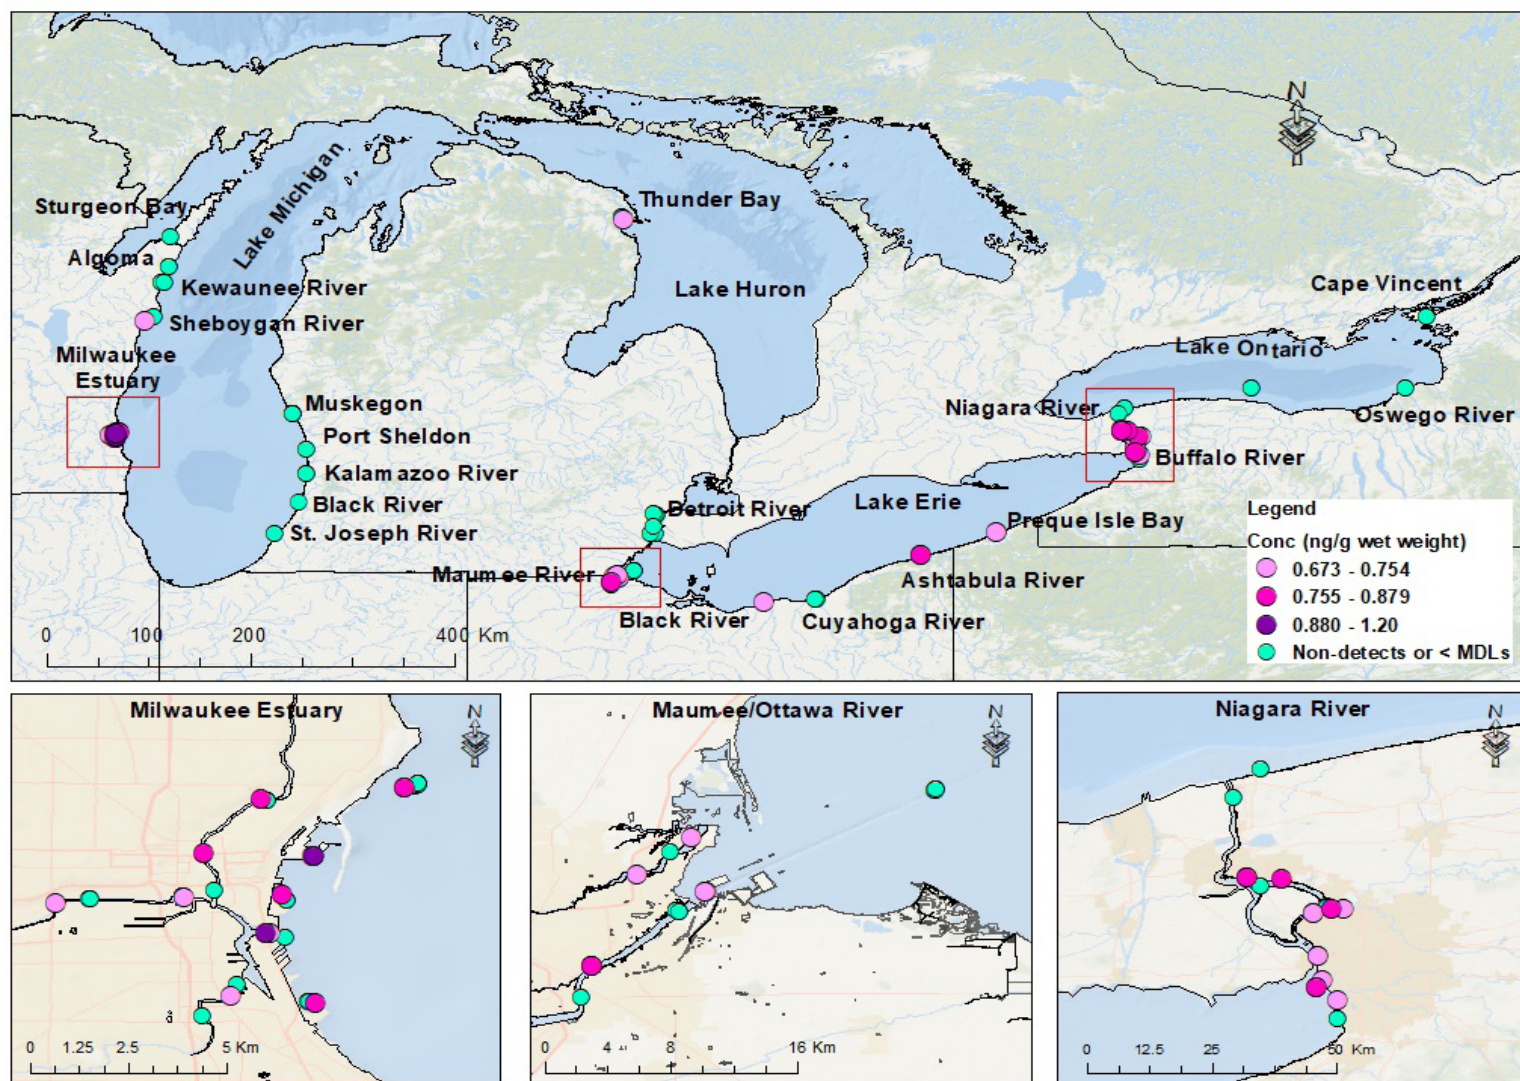 N
Thunder Bay
Sturgeon Bay
Lake Michigan
Algoma
Kewaunee River
Lake Huron
Cape Vincent
Sheboygan River
Milwaukee
Estuary
Lake Ontario
Muskegon
Niagara River
Oswego River
Port Sheldon
Kalamazoo River
Buffalo River
Black River
Detroit River
Lake Erie
St. Joseph River
Preque Isle Bay
Maumee River
Ashtabula River
Black River
Cuyahoga River
0 100 200 400 Km
Legend
Conc (ng/g wet weight)
0.673 - 0.754
0.755 - 0.879
0.880 - 1.20
Non-detects or < MDLs
Milwaukee Estuary
N
0 1.25 2.5 5 Km
Maumee/Ottawa River
N
0 4 8 16 Km
Niagara River
N
0 12.5 25 50 Km